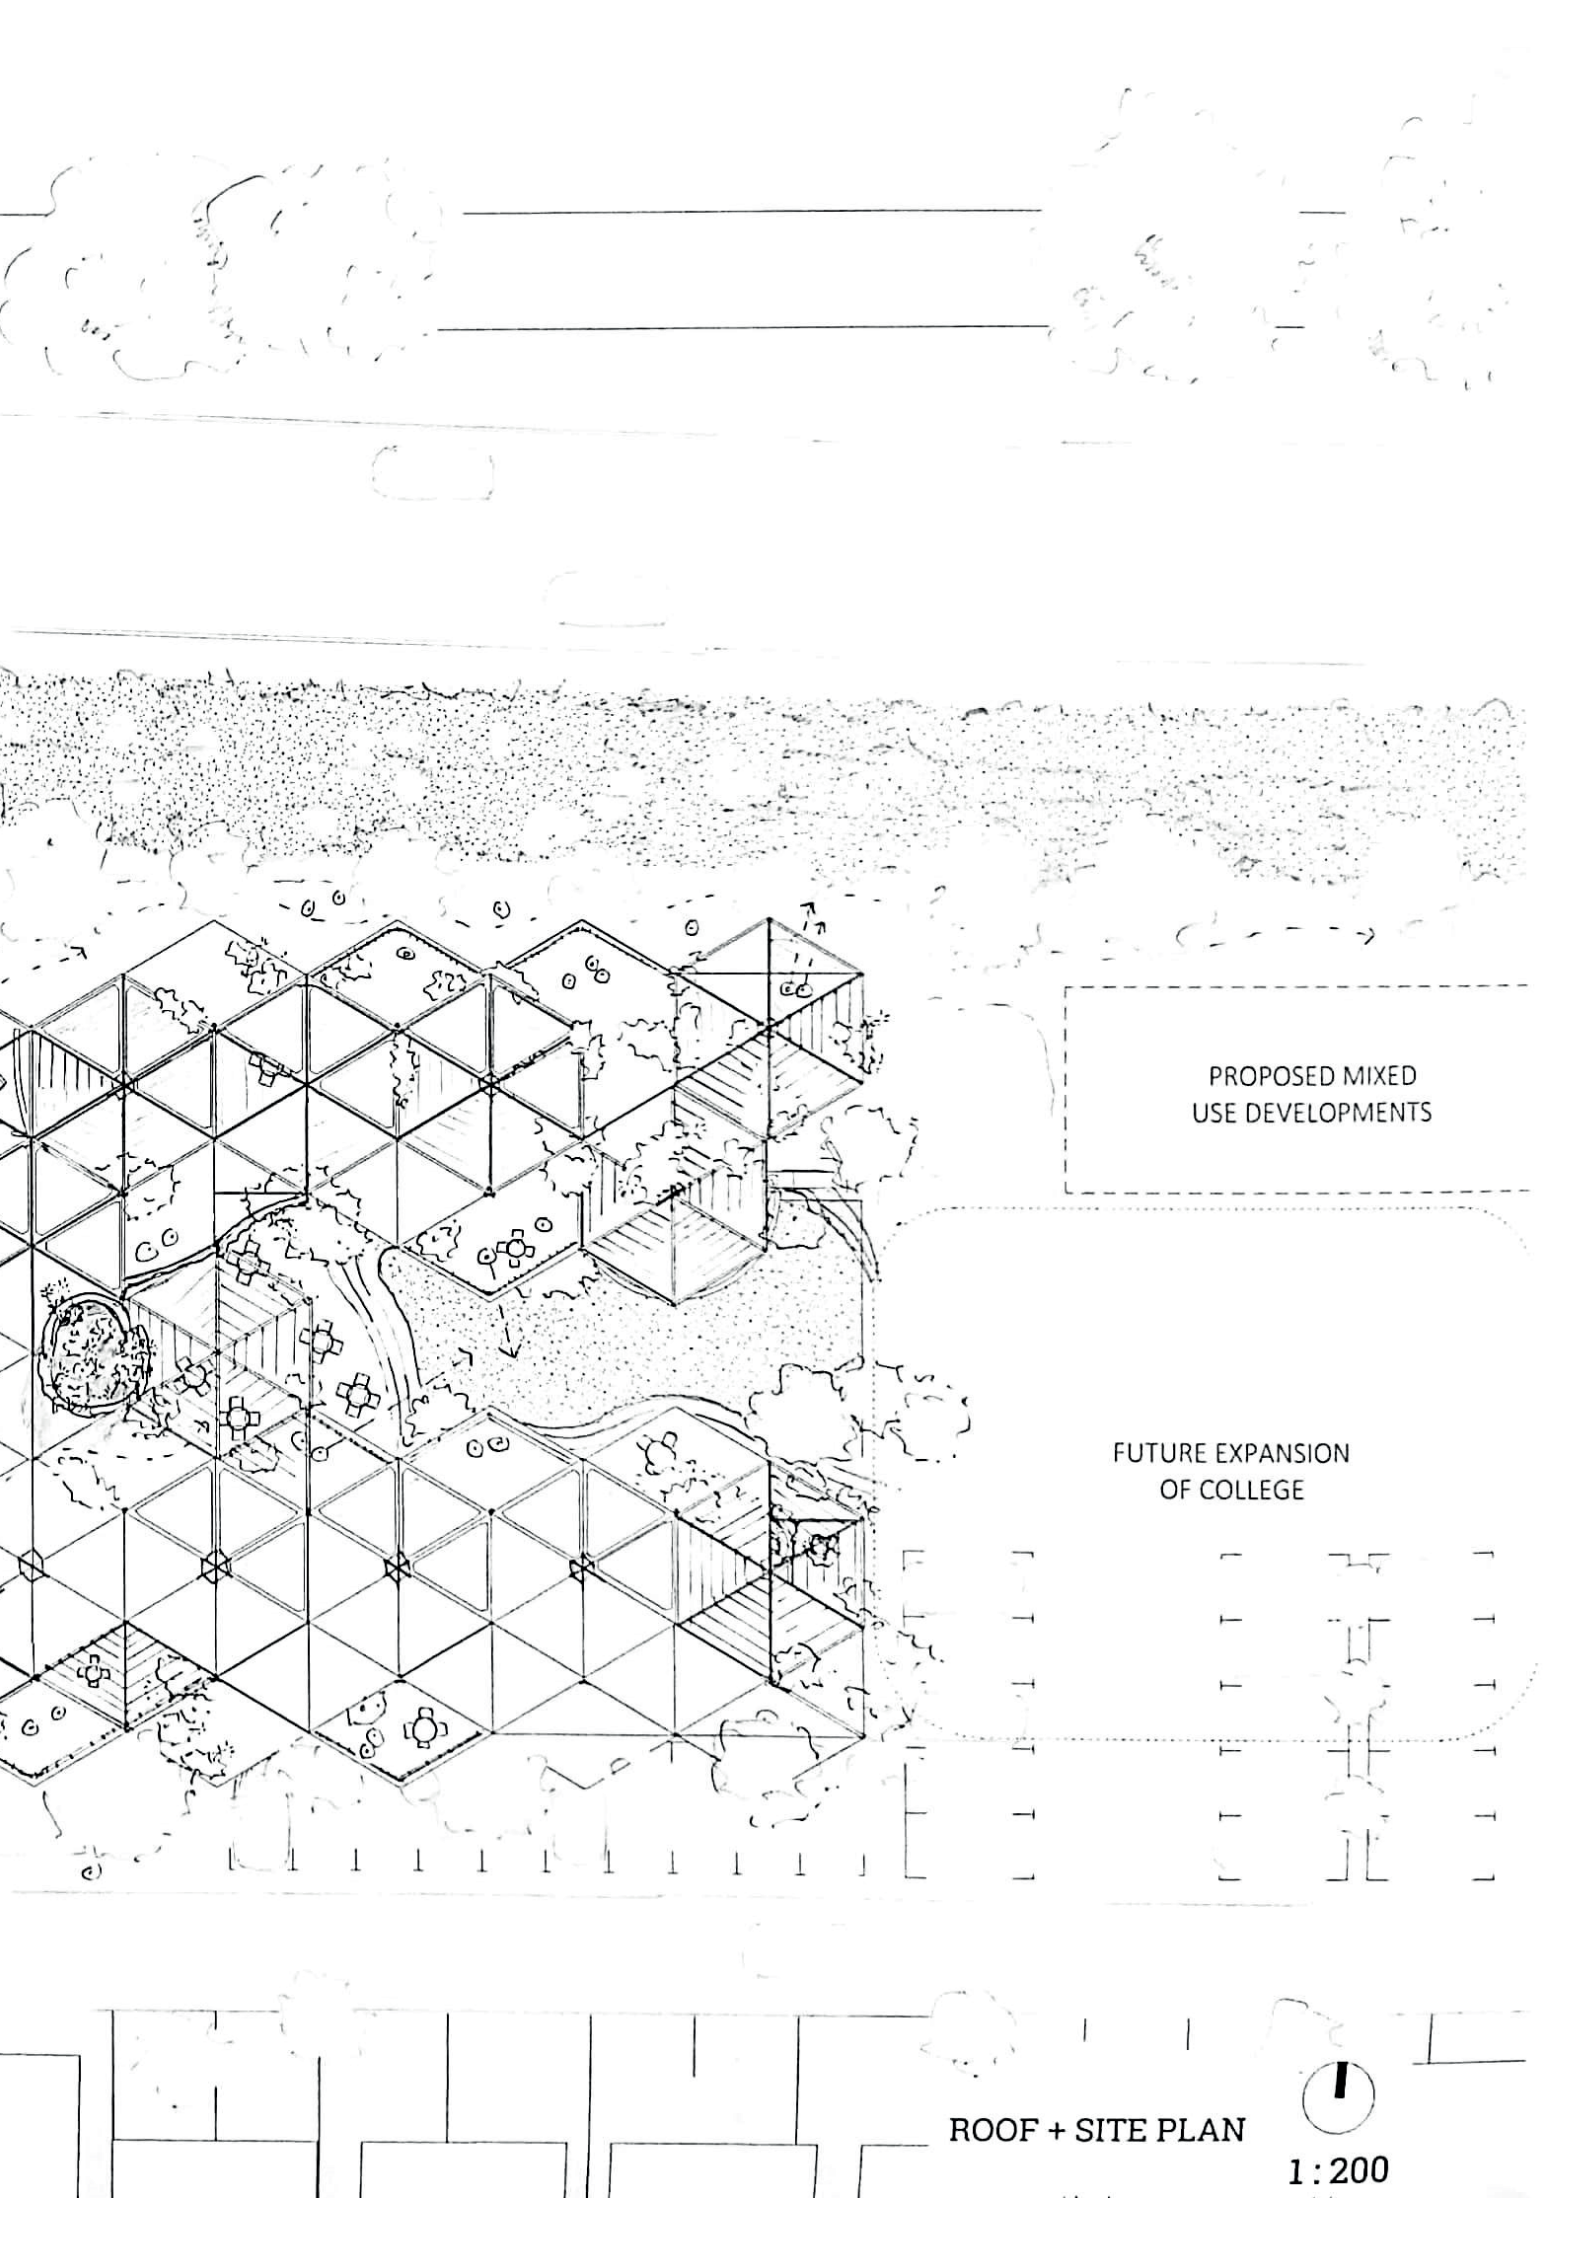 PROPOSED MIXED
USE DEVELOPMENTS
FUTURE EXPANSION
OF COLLEGE
ROOF + SITE PLAN
1:200